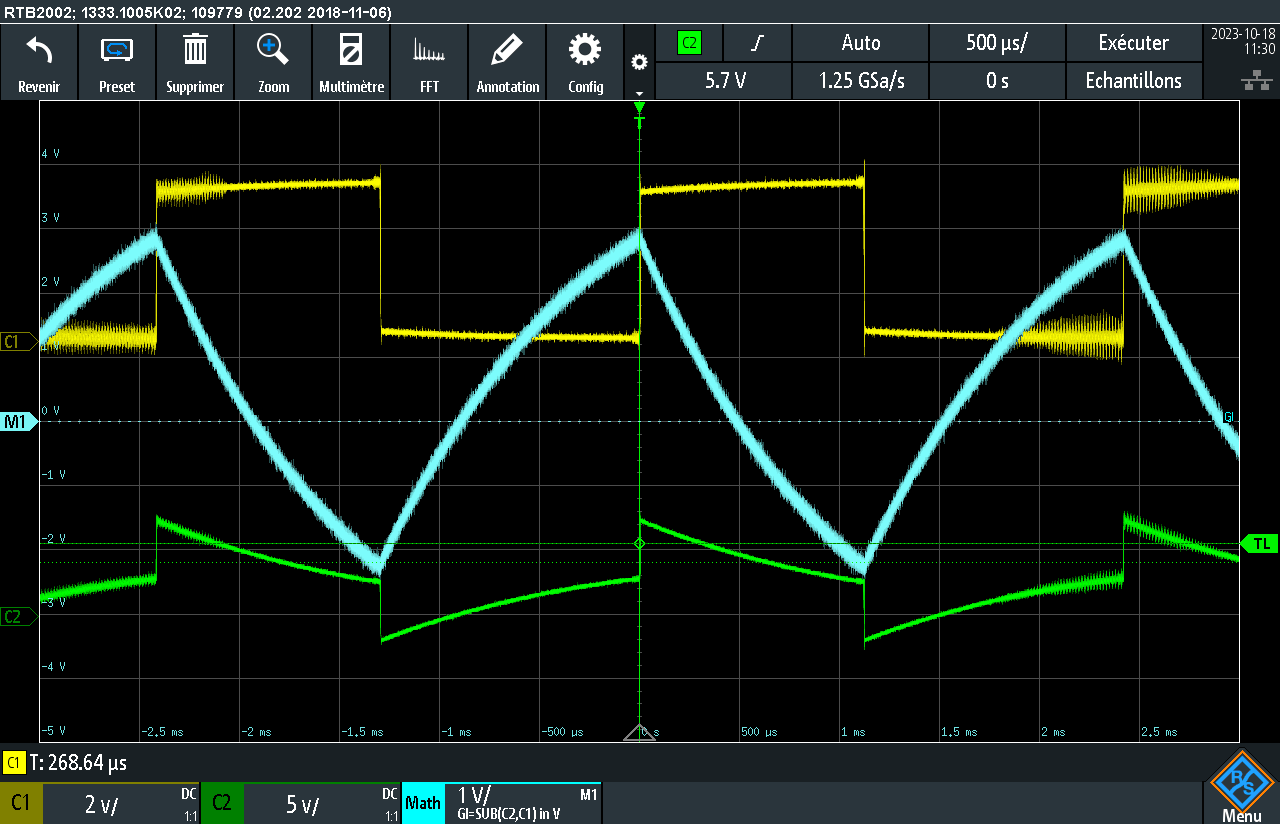 RTB2002; 1333.1005K02; 109779 (02.202 2018-11-06)
Revenir
Preset
Supprimer
Zoom
Multimètre
FFT
Annotation
Config
C2
Auto
500 µs/
Exécuter
5.7 V
1.25 GSa/s
0 s
Echantillons
2023-10-18
11:30
T
4 V
3 V
2 V
C1
1 V
M1
0 V
GI
-1 V
-2 V
TL
-3 V
C2
-4 V
-5 V
-2.5 ms
-2 ms
-1.5 ms
-1 ms
-500 µs
0 s
500 µs
1 ms
1.5 ms
2 ms
2.5 ms
C1 T: 268.64 µs
C1
2 V/
DC
1:1
C2
5 V/
DC
1:1
Math
1 V/
M1
GI=SUB(C2,C1) in V
R S
Menu